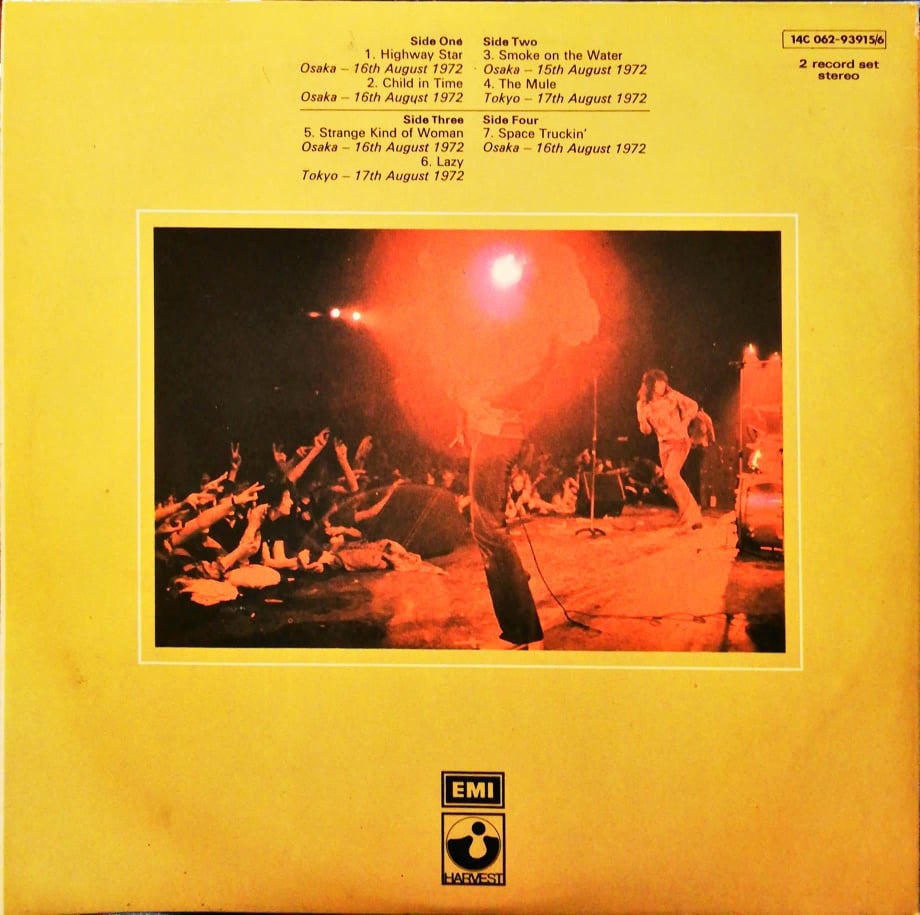 Side One
1. Highway Star
Osaka – 16th August 1972
2. Child in Time
Osaka – 16th August 1972
Side Two
3. Smoke on the Water
Osaka – 15th August 1972
4. The Mule
Tokyo – 17th August 1972
Side Three
5. Strange Kind of Woman
Osaka – 16th August 1972
6. Lazy
Tokyo – 17th August 1972
Side Four
7. Space Truckin'
Osaka – 16th August 1972
14C 062-93915/6
2 record set
stereo
EMI
HARVEST